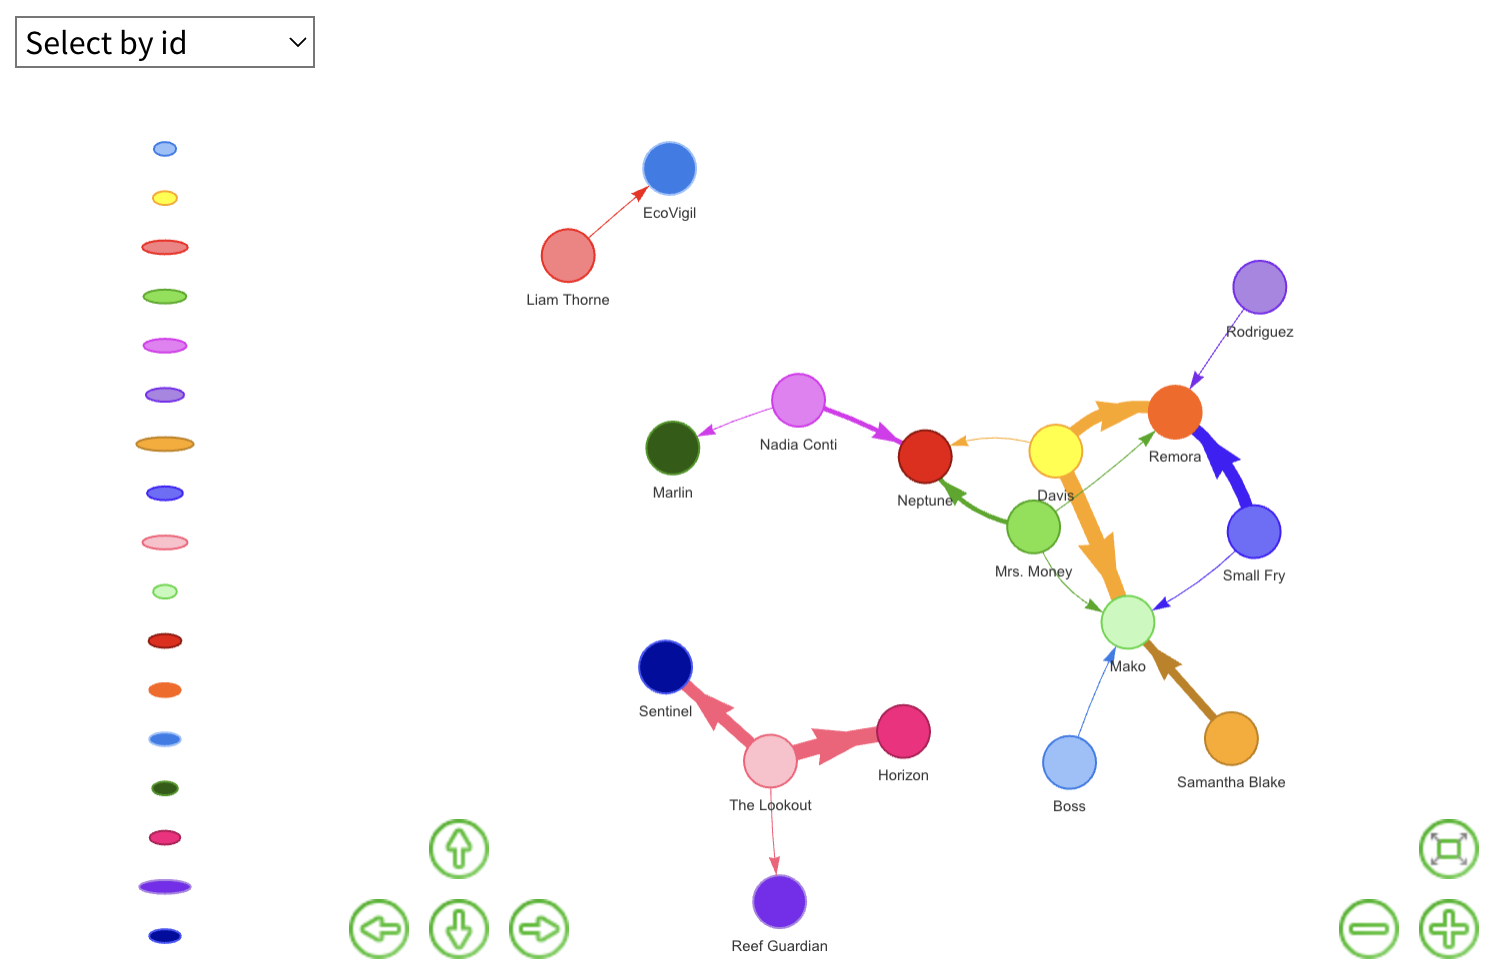 Select by id
EcoVigil
Liam Thorne
Rodriguez
Nadia Conti
Remora
Marlin
Neptune
Davis
Mrs. Money
Small Fry
Mako
Sentinel
Horizon
Samantha Blake
The Lookout
Boss
Reef Guardian